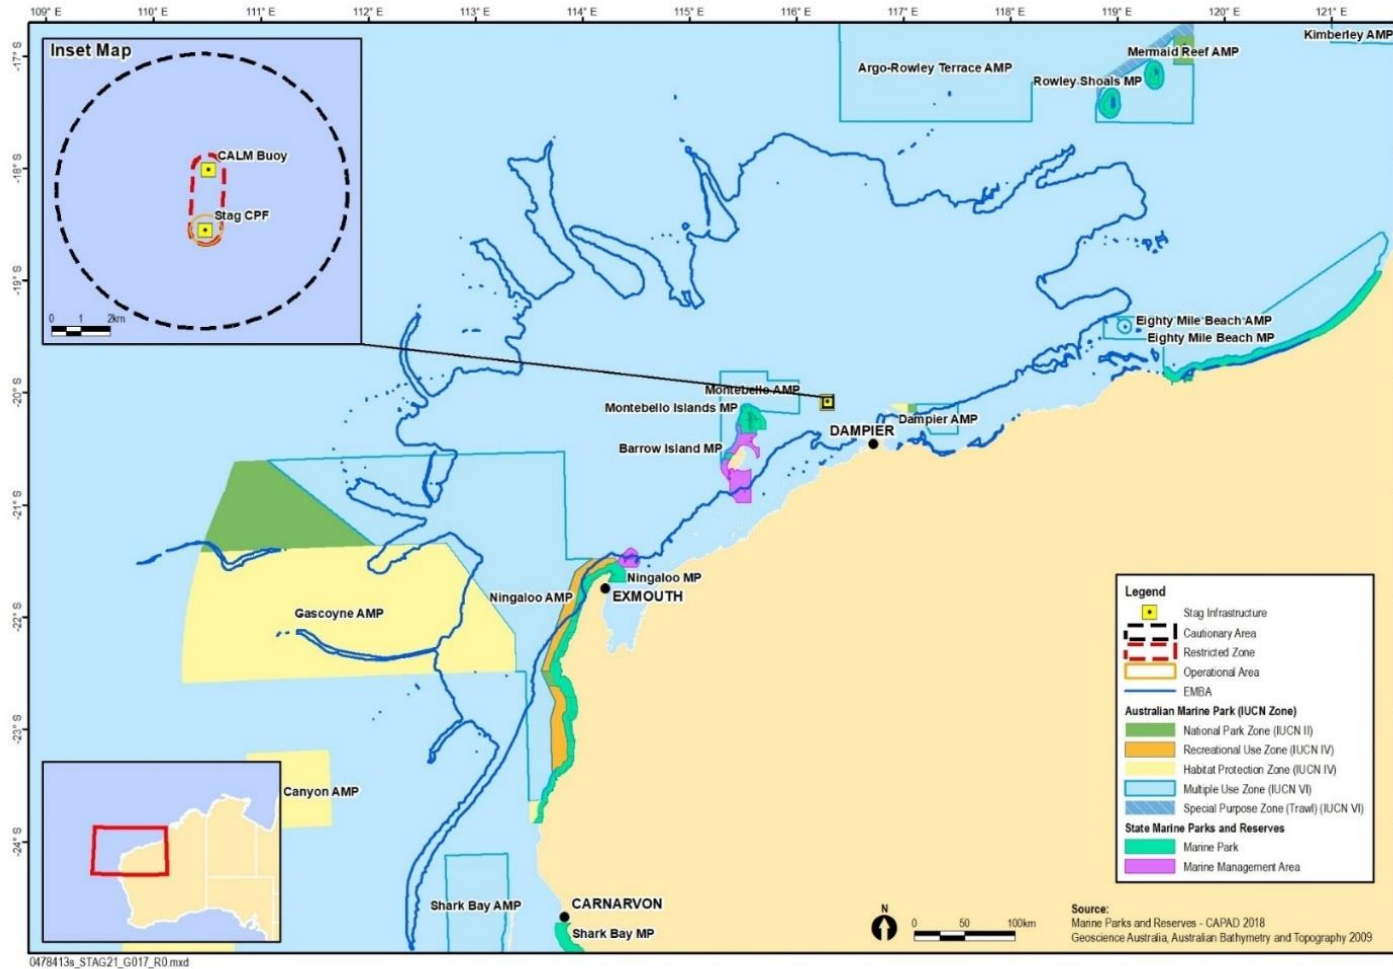 109° E
110° E
111° E
112° E
113° E
114° E
115° E
116° E
117° E
118° E
119° E
120° E
121° E
-17° S
-18° S
-19° S
-20° S
-21° S
-22° S
-23° S
-24° S
Inset Map
CALM Buoy
Stag CPF
0 1 2km
Kimberley AMP
Mermaid Reef AMP
Argo-Rowley Terrace AMP
Rowley Shoals MP
Eighty Mile Beach AMP
Eighty Mile Beach MP
Montebello AMP
Montebello Islands MP
Dampier AMP
DAMPIER
Barrow Island MP
Ningaloo MP
Ningaloo AMP
EXMOUTH
Gascoyne AMP
Canyon AMP
Shark Bay AMP
CARNARVON
Shark Bay MP
Legend
Stag Infrastructure
Cautionary Area
Restricted Zone
Operational Area
EMBA
Australian Marine Park (IUCN Zone)
National Park Zone (IUCN II)
Recreational Use Zone (IUCN IV)
Habitat Protection Zone (IUCN IV)
Multiple Use Zone (IUCN VI)
Special Purpose Zone (Trawl) (IUCN VI)
State Marine Parks and Reserves
Marine Park
Marine Management Area
N
0 50 100km
Source:
Marine Parks and Reserves - CAPAD 2018
Geoscience Australia, Australian Bathymetry and Topography 2009
0478413s_STAG21_G017_R0.mxd